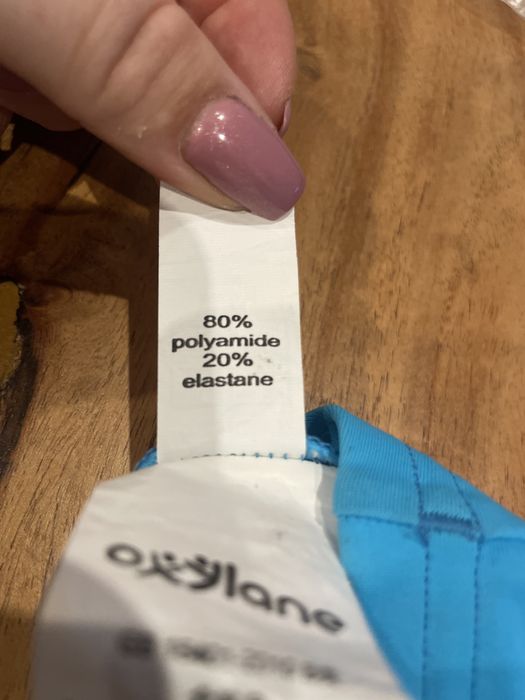 80%
polyamide
20%
elastane
oxylane